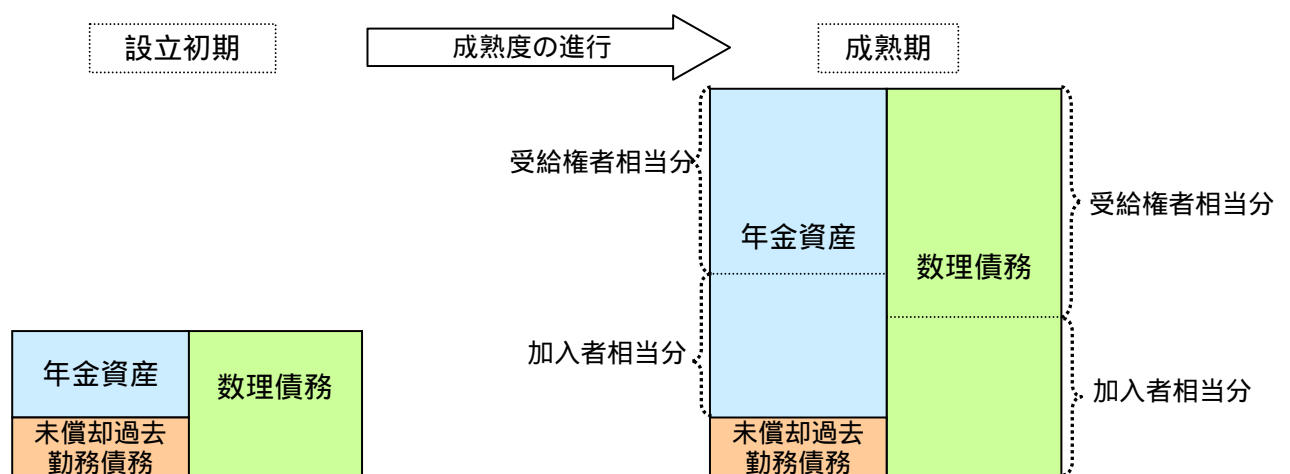 設立初期
成熟度の進行
成熟期
受給権者相当分
受給権者相当分
年金資産
数理債務
加入者相当分
年金資産
数理債務
加入者相当分
未償却過去
勤務債務
未償却過去
勤務債務